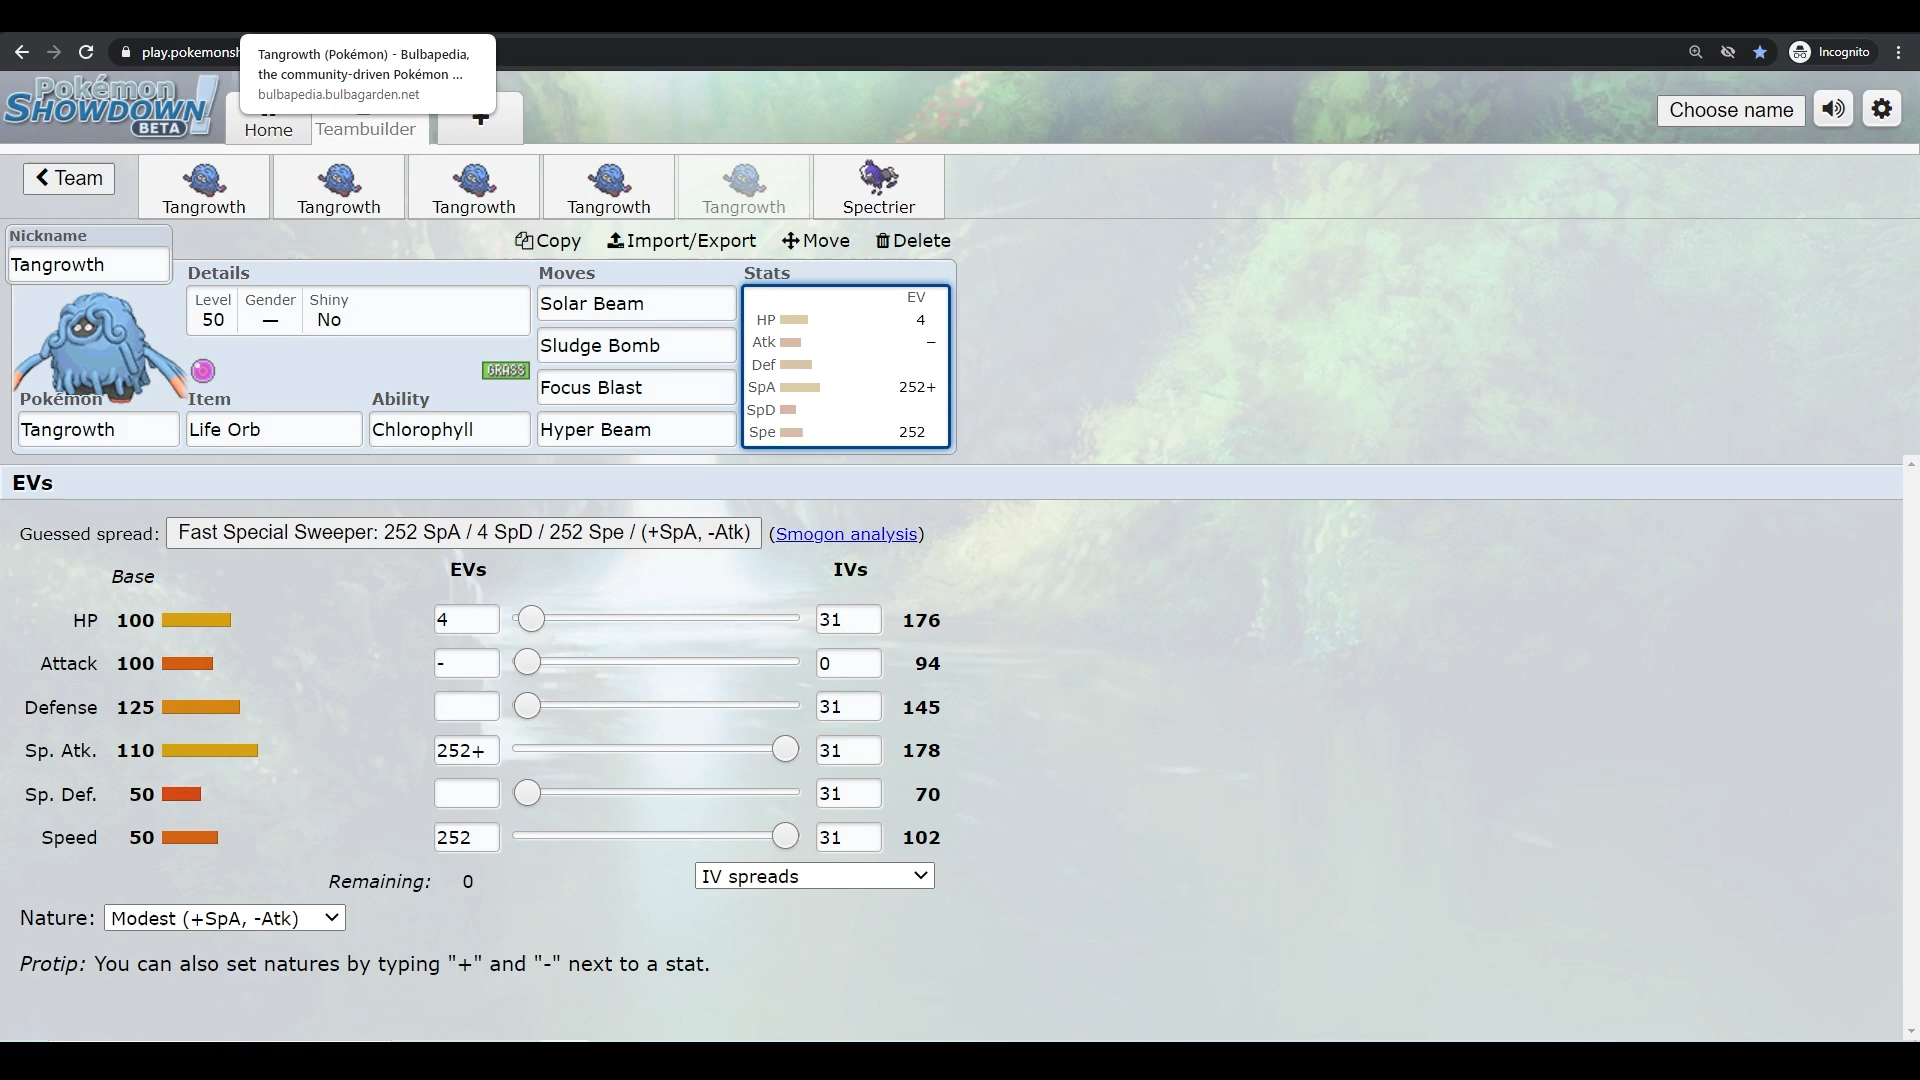 play.pokemonsh
Tangrowth (Pokémon) - Bulbapedia,
the community-driven Pokémon ...
bulbapedia.bulbagarden.net
Incognito
Pokémon
SHOWDOWN!
BETA
Home
Teambuilder
+
Choose name
Team
Tangrowth
Tangrowth
Tangrowth
Tangrowth
Tangrowth
Spectrier
Copy
Import/Export
Move
Delete
Nickname
Tangrowth
Details
Level
50
Gender
—
Shiny
No
GRASS
Pokémon
Tangrowth
Item
Life Orb
Ability
Chlorophyll
Moves
Solar Beam
Sludge Bomb
Focus Blast
Hyper Beam
Stats
EV
HP 4
Atk –
Def
SpA 252+
SpD
Spe 252
EVs
Guessed spread: Fast Special Sweeper: 252 SpA / 4 SpD / 252 Spe / (+SpA, -Atk) (Smogon analysis)
Base EVs IVs
HP 100 4 31 176
Attack 100 - 0 94
Defense 125 31 145
Sp. Atk. 110 252+ 31 178
Sp. Def. 50 31 70
Speed 50 252 31 102
Remaining: 0 IV spreads
Nature: Modest (+SpA, -Atk)
Protip: You can also set natures by typing "+" and "-" next to a stat.